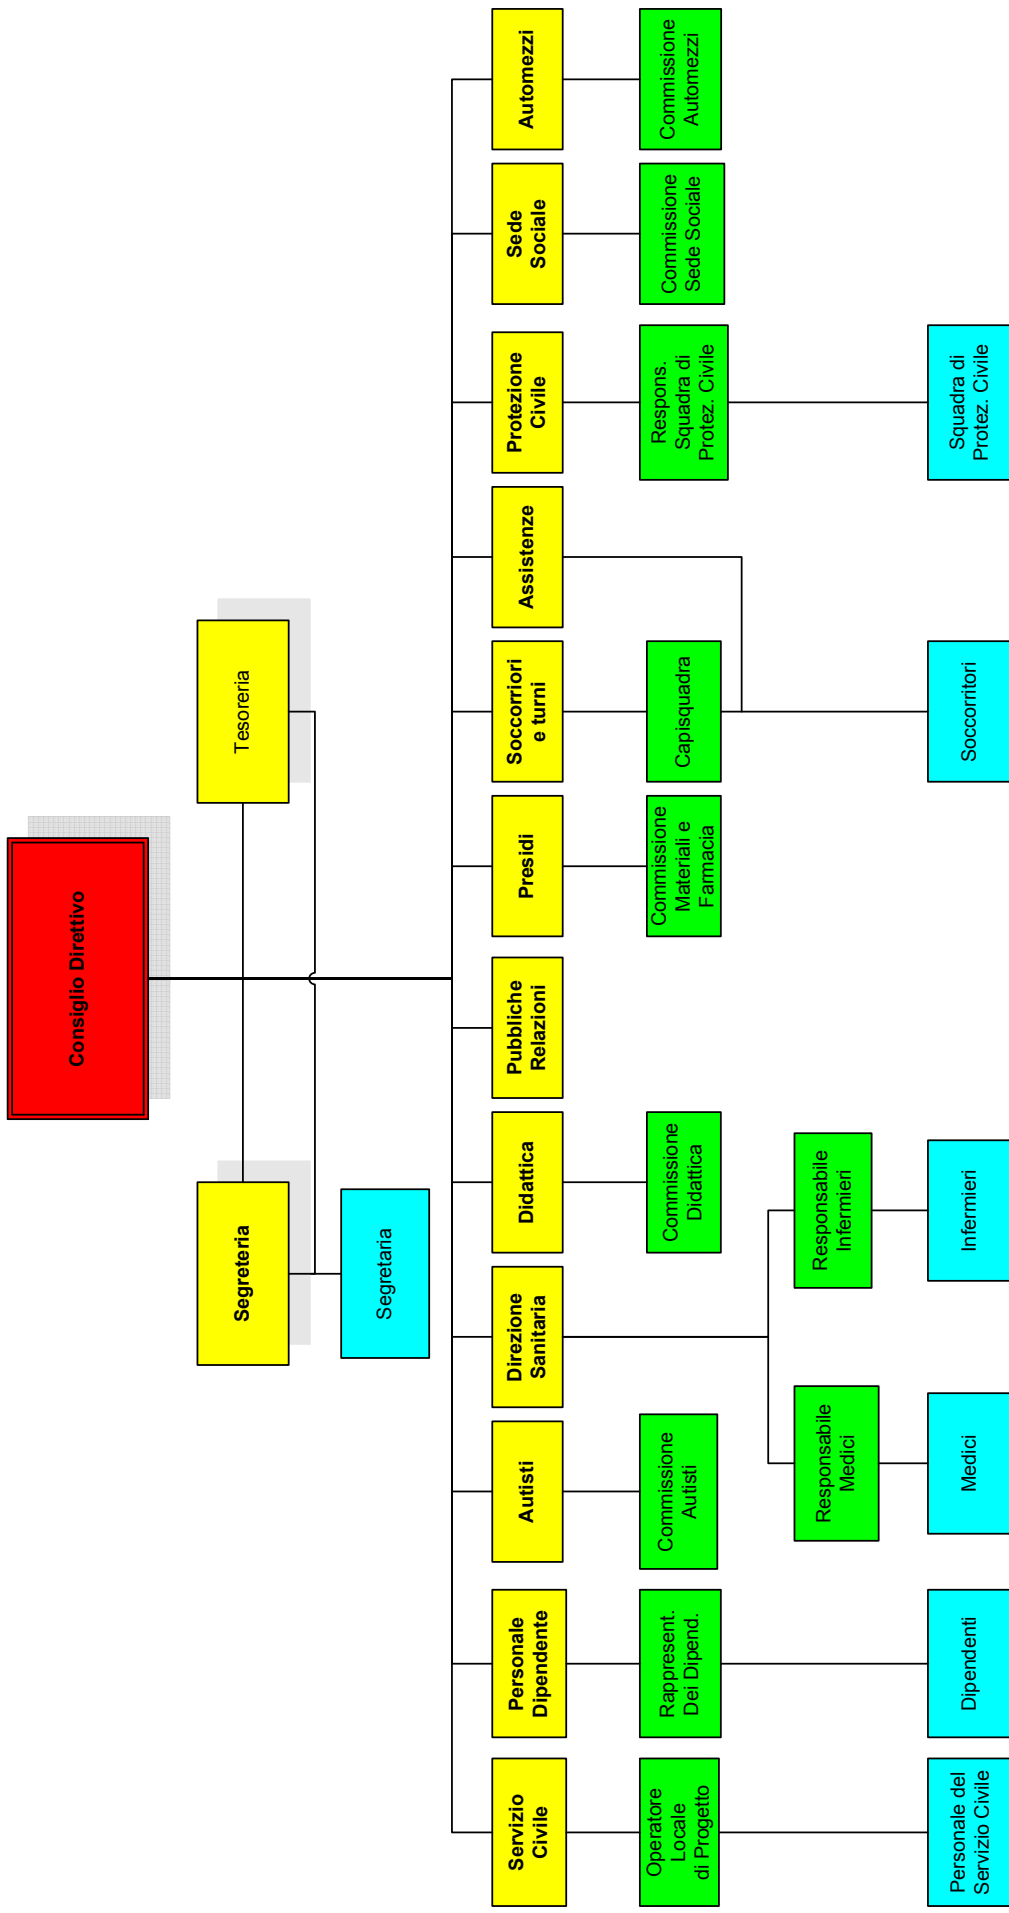 Consiglio Direttivo
Segreteria
Tesoreria
Segretaria
Servizio
Civile
Personale
Dipendente
Autisti
Direzione
Sanitaria
Didattica
Pubbliche
Relazioni
Presidi
Soccorriori
e turni
Assistenze
Protezione
Civile
Sede
Sociale
Automezzi
Operatore
Locale
di Progetto
Rappresent.
Dei Dipend.
Commissione
Autisti
Commissione
Didattica
Commissione
Materiali e
Farmacia
Capisquadra
Respons.
Squadra di
Protez. Civile
Commissione
Sede Sociale
Commissione
Automezzi
Responsabile
Medici
Responsabile
Infermieri
Personale del
Servizio Civile
Dipendenti
Medici
Infermieri
Soccorritori
Squadra di
Protez. Civile